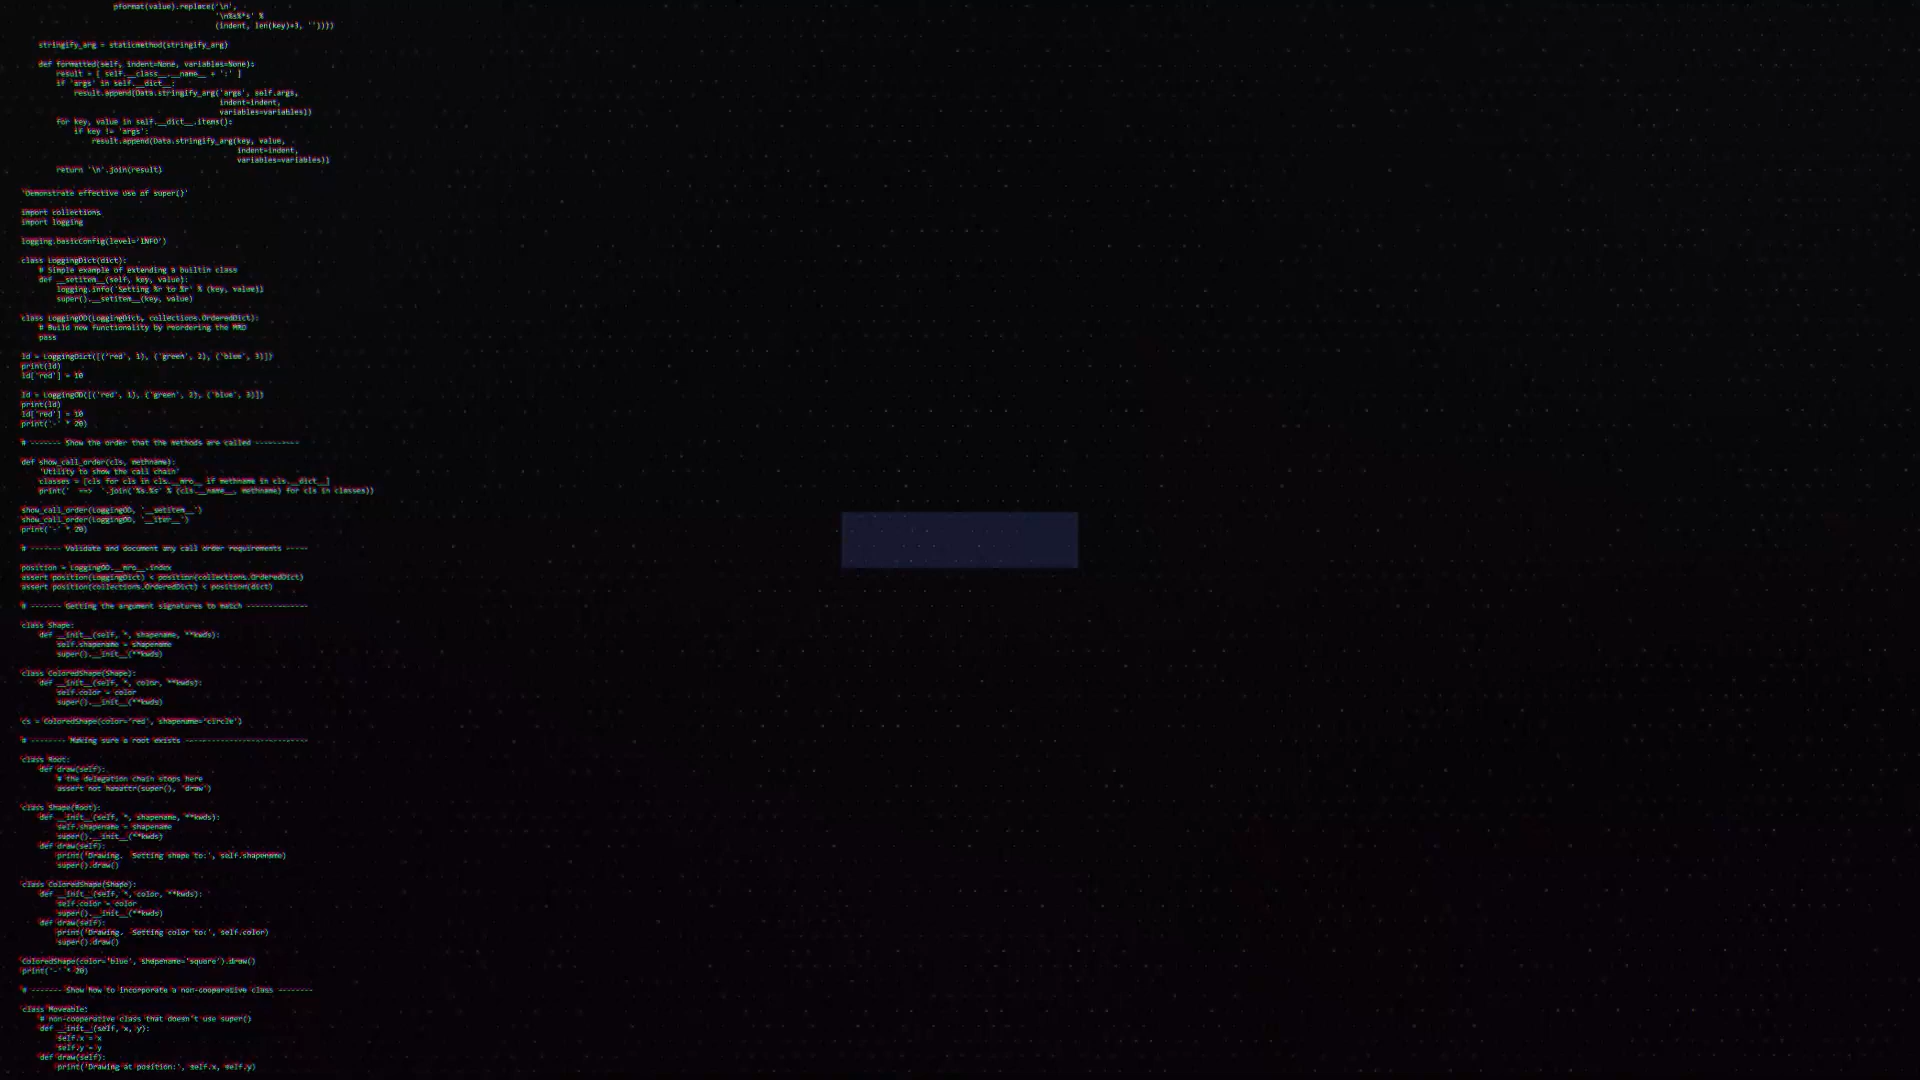 pformat(value).replace('\n',
'\n%s%*s' %
(indent, len(key)+3, ''))))
stringify_arg = staticmethod(stringify_arg)
def formatted(self, indent=None, variables=None):
result = [ self.__class__.__name__ + ':' ]
if 'args' in self.__dict__:
result.append(Data.stringify_arg('args', self.args,
indent=indent,
variables=variables))
for key, value in self.__dict__.items():
if key != 'args':
result.append(Data.stringify_arg(key, value,
indent=indent,
variables=variables))
return '\n'.join(result)
'Demonstrate effective use of super()'
import collections
import logging
logging.basicConfig(level='INFO')
class LoggingDict(dict):
# Simple example of extending a builtin class
def __setitem__(self, key, value):
logging.info('Setting %r to %r' % (key, value))
super().__setitem__(key, value)
class LoggingOD(LoggingDict, collections.OrderedDict):
# Build new functionality by reordering the MRO
pass
ld = LoggingDict([('red', 1), ('green', 2), ('blue', 3)])
print(ld)
ld['red'] = 10
ld = LoggingOD([('red', 1), ('green', 2), ('blue', 3)])
print(ld)
ld['red'] = 10
print('-' * 20)
# ------- Show the order that the methods are called ----------
def show_call_order(cls, methname):
'Utility to show the call chain'
classes = [cls for cls in cls.__mro__ if methname in cls.__dict__]
print('  ==>  '.join('%s.%s' % (cls.__name__, methname) for cls in classes))
show_call_order(LoggingOD, '__setitem__')
show_call_order(LoggingOD, '__iter__')
print('-' * 20)
# ------- Validate and document any call order requirements -----
position = LoggingOD.__mro__.index
assert position(LoggingDict) < position(collections.OrderedDict)
assert position(collections.OrderedDict) < position(dict)
# ------- Getting the argument signatures to match --------------
class Shape:
def __init__(self, *, shapename, **kwds):
self.shapename = shapename
super().__init__(**kwds)
class ColoredShape(Shape):
def __init__(self, *, color, **kwds):
self.color = color
super().__init__(**kwds)
cs = ColoredShape(color='red', shapename='circle')
# -------- Making sure a root exists ----------------------------
class Root:
def draw(self):
# the delegation chain stops here
assert not hasattr(super(), 'draw')
class Shape(Root):
def __init__(self, *, shapename, **kwds):
self.shapename = shapename
super().__init__(**kwds)
def draw(self):
print('Drawing.  Setting shape to:', self.shapename)
super().draw()
class ColoredShape(Shape):
def __init__(self, *, color, **kwds):
self.color = color
super().__init__(**kwds)
def draw(self):
print('Drawing.  Setting color to:', self.color)
super().draw()
ColoredShape(color='blue', shapename='square').draw()
print('-' * 20)
# ------- Show how to incorporate a non-cooperative class --------
class Moveable:
# non-cooperative class that doesn't use super()
def __init__(self, x, y):
self.x = x
self.y = y
def draw(self):
print('Drawing at position:', self.x, self.y)